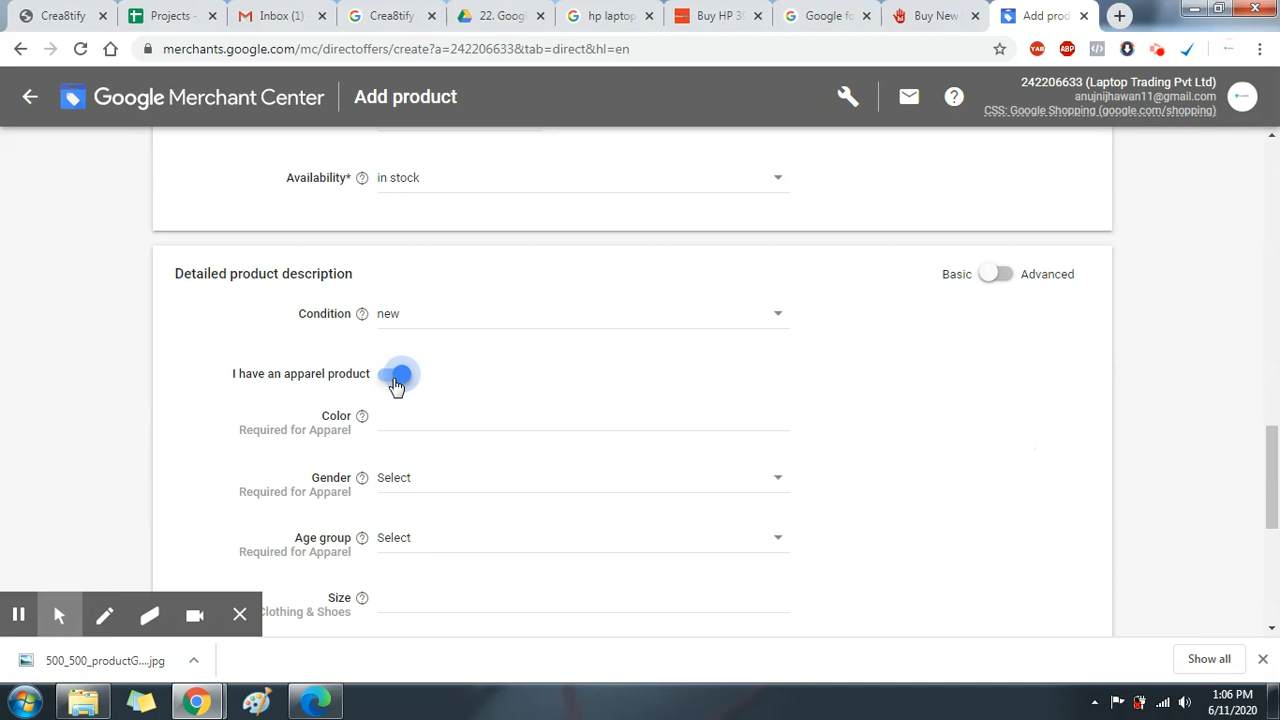 Crea8tify
Projects -
Inbox (
Crea8tif
22. Goog
hp laptop
Buy HP 3
Google fo
Buy New
Add prod
merchants.google.com/mc/directoffers/create?a=242206633&tab=direct&hl=en
YAB
ABP
Google Merchant Center
Add product
242206633 (Laptop Trading Pvt Ltd)
anujnijhawan11@gmail.com
CSS: Google Shopping (google.com/shopping)
Availability* in stock
Detailed product description
Basic Advanced
Condition new
I have an apparel product
Color
Required for Apparel
Gender Select
Required for Apparel
Age group Select
Required for Apparel
Size
Clothing & Shoes
500_500_productG....jpg
Show all
1:06 PM
6/11/2020